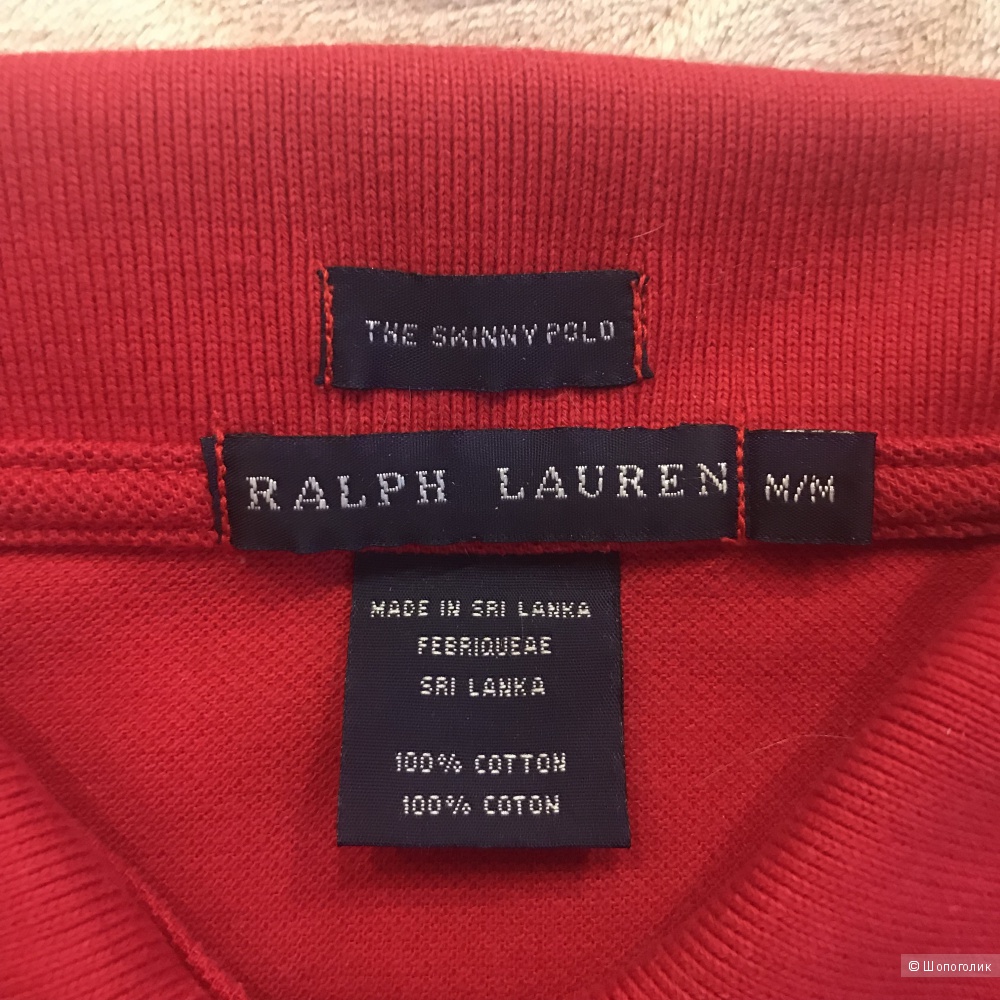 THE SKINNY POLO
RALPH LAUREN
M/M
MADE IN SRI LANKA
FEBRIQUEAE
SRI LANKA
100% COTTON
100% COTON
© Шопоголик